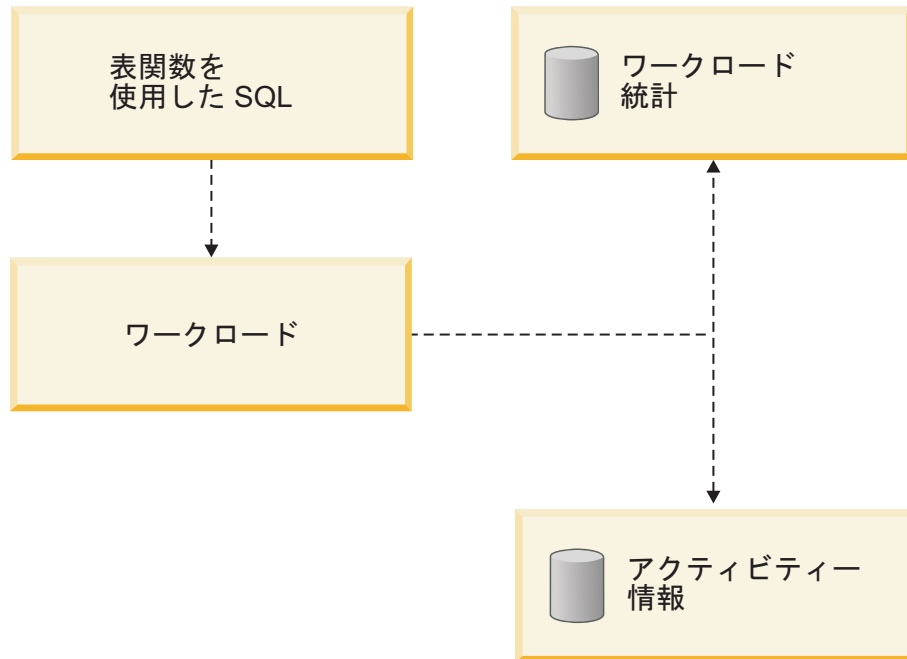 表関数を
使用した SQL
ワークロード
統計
ワークロード
アクティビティー
情報